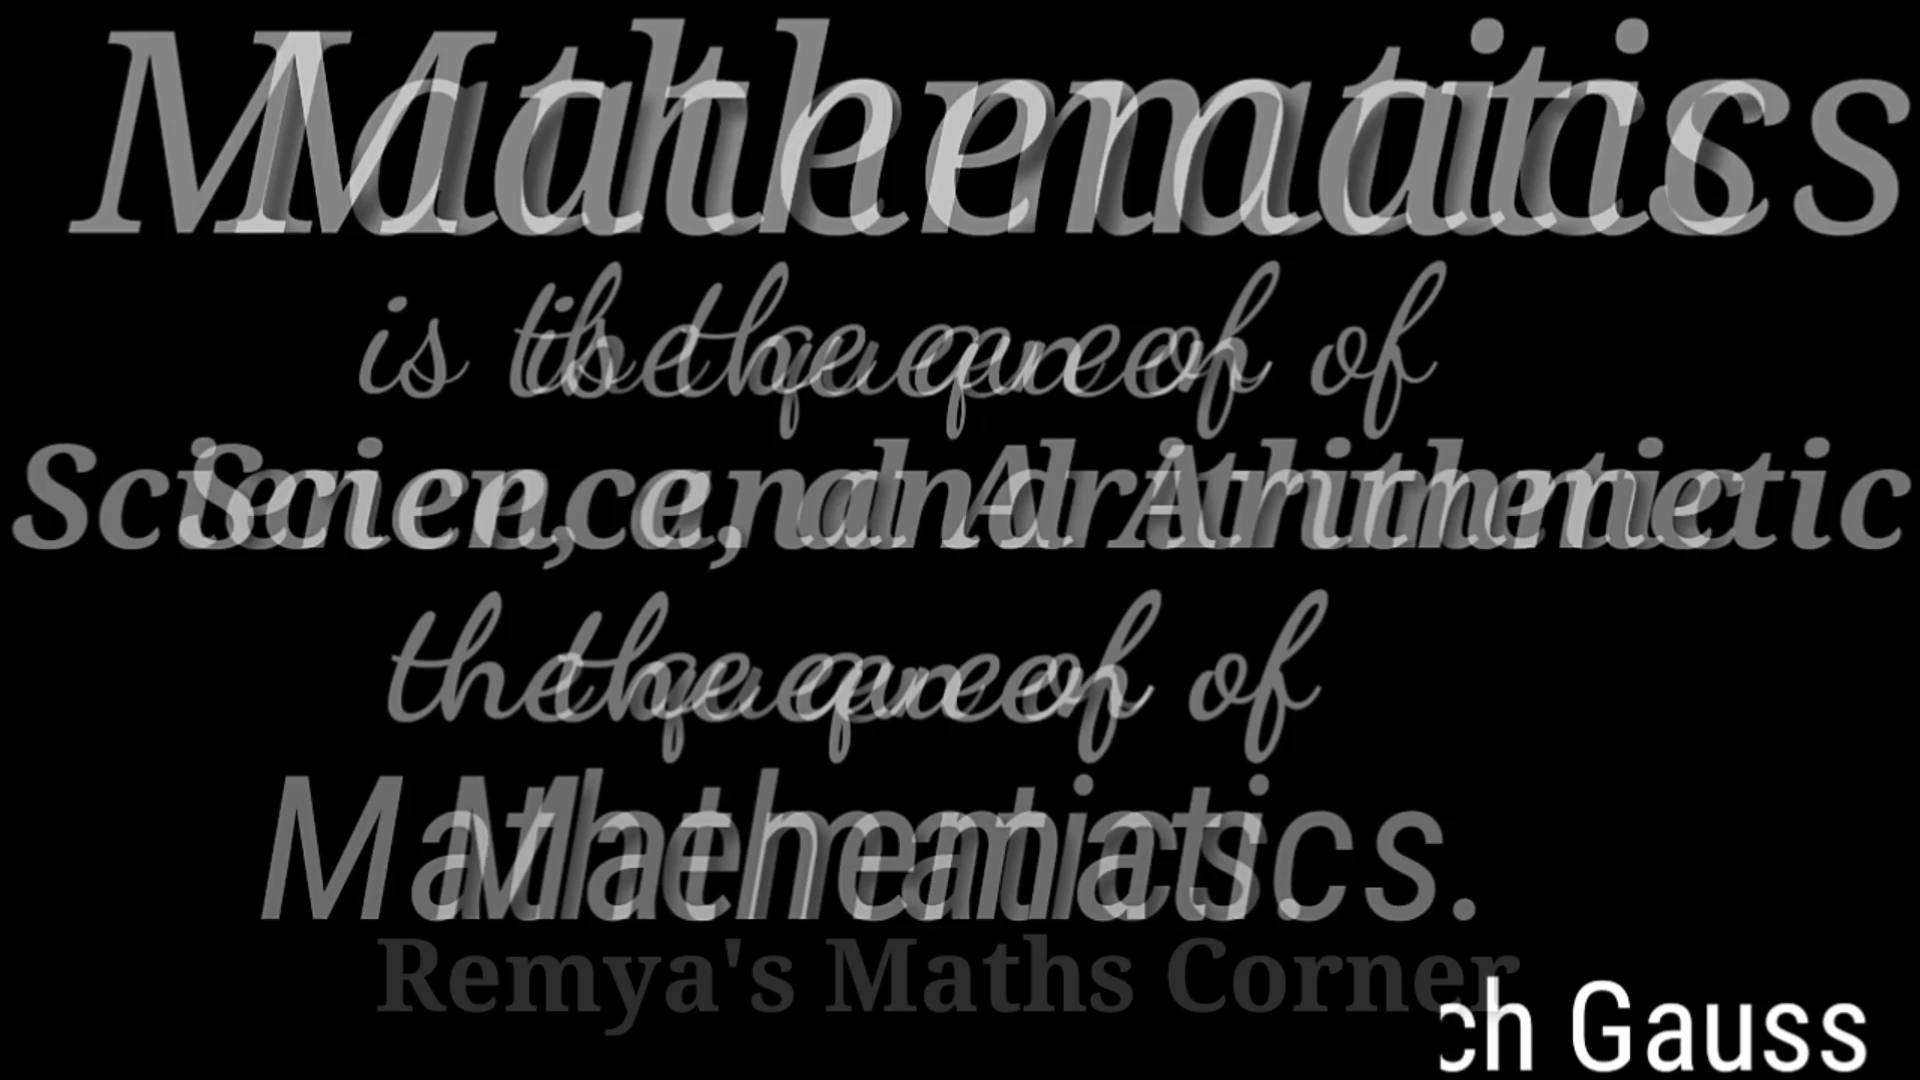 Mathematics
is the queen of
Science, and Arithmetic
the queen of
Mathematics.
Remya's Maths Corner
ch Gauss